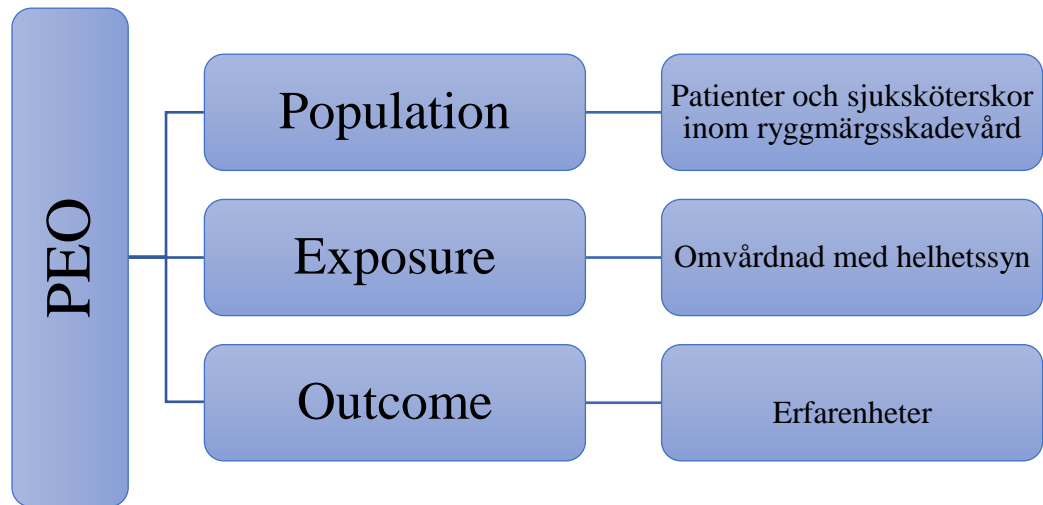 PEO
Population
Patienter och sjuksköterskor
inom ryggmärgsskadevård
Exposure
Omvårdnad med helhetssyn
Outcome
Erfarenheter